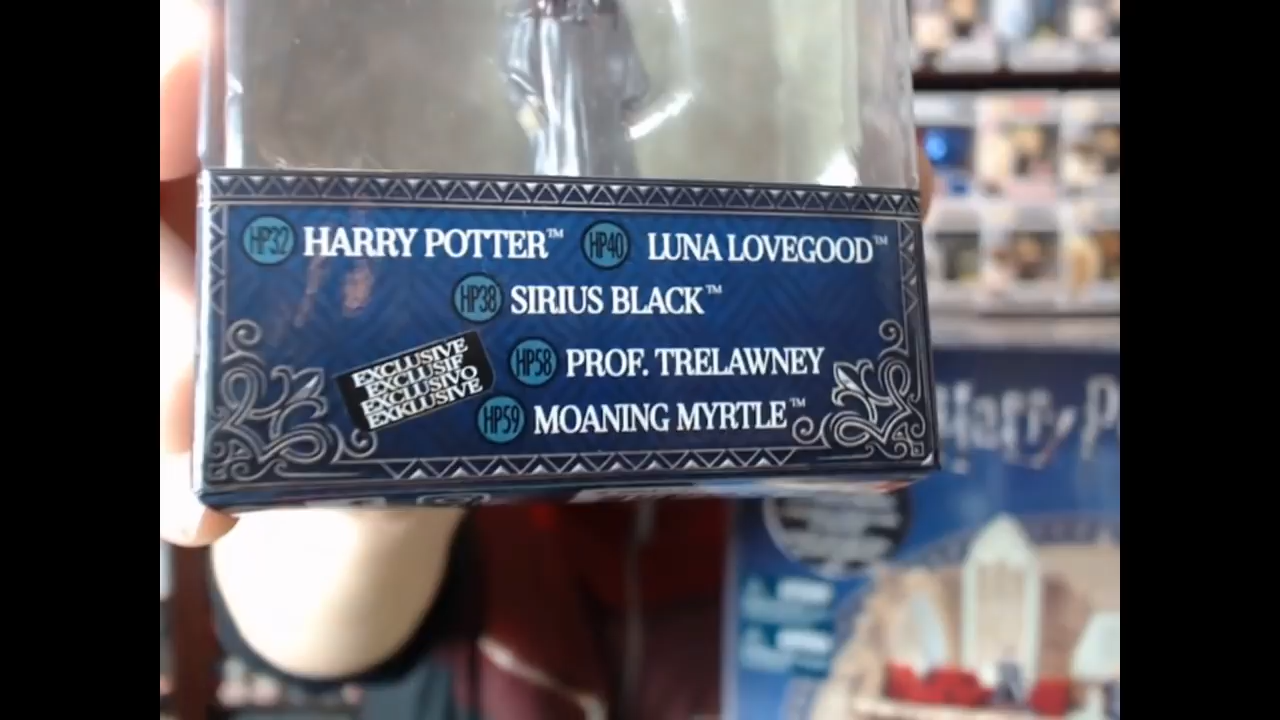 HP32 HARRY POTTER™ HP40 LUNA LOVEGOOD™
HP38 SIRIUS BLACK™
HP58 PROF. TRELAWNEY
HP59 MOANING MYRTLE™
EXCLUSIVE
EXCLUSIF
EXCLUSIVO
EXKLUSIVE
Harry P